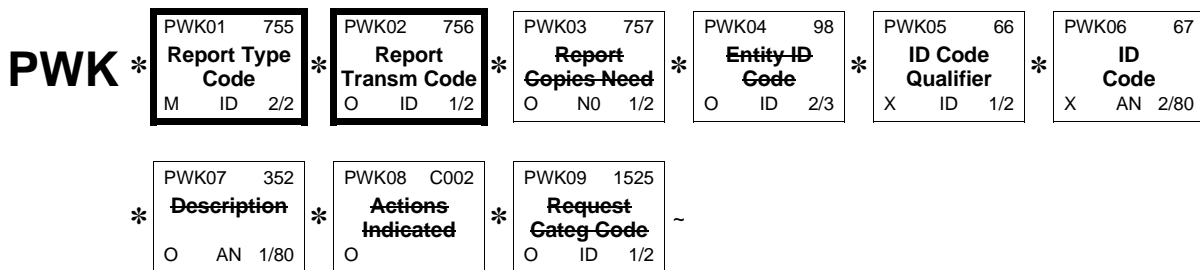 PWK * PWK01 755 * PWK02 756 * PWK03 757 * PWK04 98 * PWK05 66 * PWK06 67
Report Type Code
M ID 2/2
Report Transm Code
O ID 1/2
Report Copies Need
O N0 1/2
Entity ID Code
O ID 2/3
ID Code Qualifier
X ID 1/2
ID Code
X AN 2/80
* PWK07 352 * PWK08 C002 * PWK09 1525 ~
Description
O AN 1/80
Actions Indicated
O
Request Categ Code
O ID 1/2